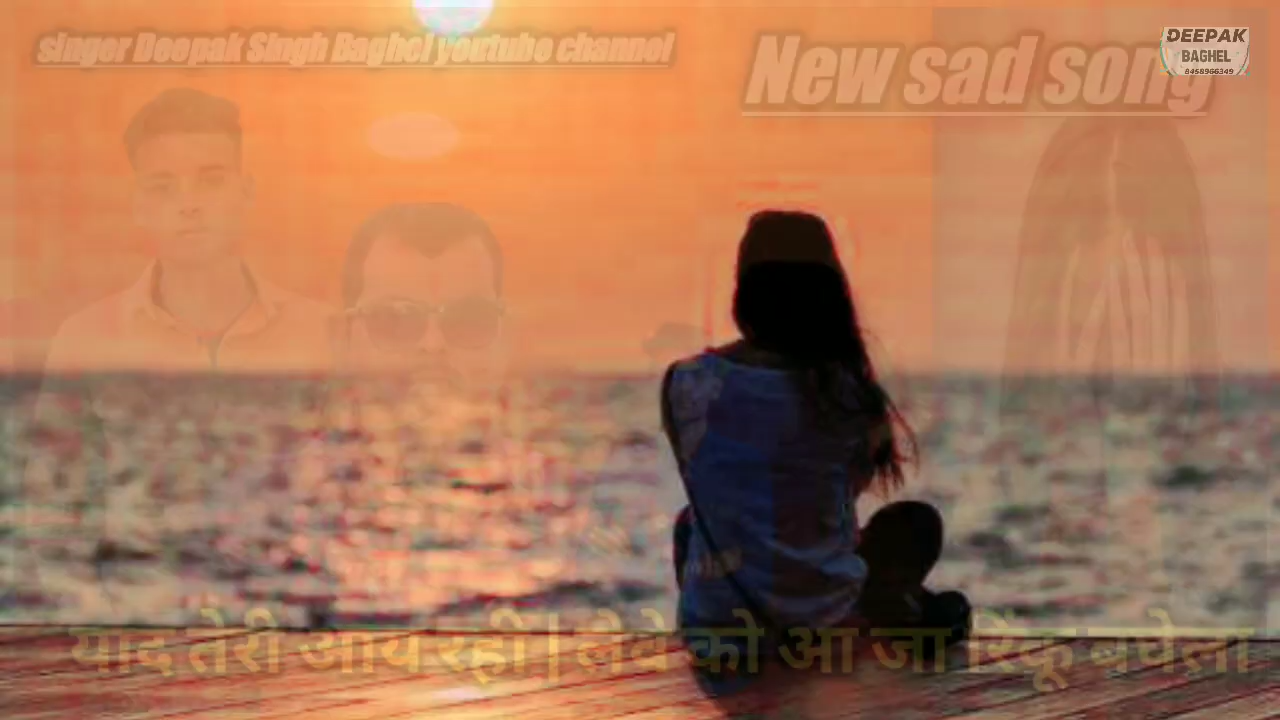 singer Deepak Singh Baghel youtube channel
New sad song
DEEPAK
BAGHEL
8458966349
याद तेरी आय रही | लेवे को आ जा रिंकू बघेला